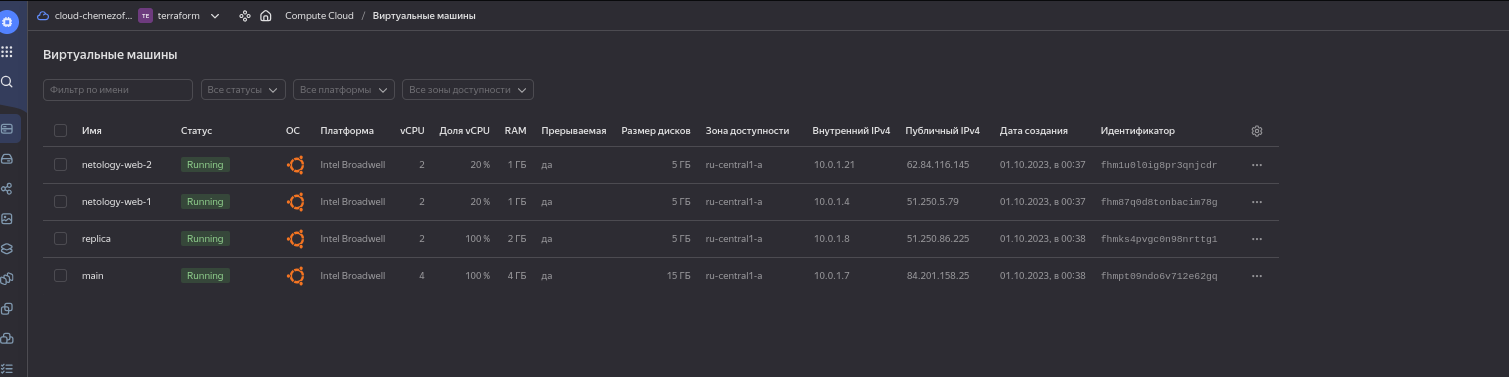 cloud-chemezof... TE terraform Compute Cloud / Виртуальные машины
Виртуальные машины
Фильтр по имени Все статусы Все платформы Все зоны доступности
Имя Статус ОС Платформа vCPU Доля vCPU RAM Прерываемая Размер дисков Зона доступности Внутренний IPv4 Публичный IPv4 Дата создания Идентификатор
netology-web-2 Running Intel Broadwell 2 20 % 1 ГБ да 5 ГБ ru-central1-a 10.0.1.21 62.84.116.145 01.10.2023, в 00:37 fhm1u0l0ig8pr3qnjcdr
netology-web-1 Running Intel Broadwell 2 20 % 1 ГБ да 5 ГБ ru-central1-a 10.0.1.4 51.250.5.79 01.10.2023, в 00:37 fhm87q0d8tonbacim78g
replica Running Intel Broadwell 2 100 % 2 ГБ да 5 ГБ ru-central1-a 10.0.1.8 51.250.86.225 01.10.2023, в 00:38 fhmks4pvgc0n98nrttg1
main Running Intel Broadwell 4 100 % 4 ГБ да 15 ГБ ru-central1-a 10.0.1.7 84.201.158.25 01.10.2023, в 00:38 fhmpt09ndo6v712e62gq